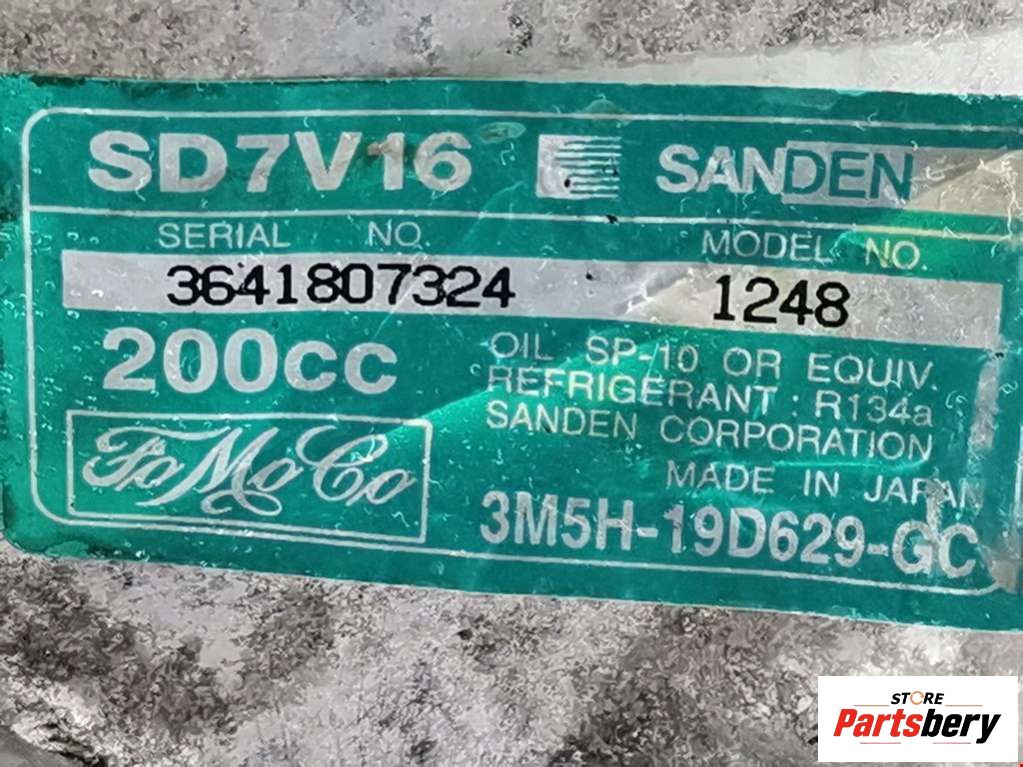 SD7V16 SANDEN
SERIAL NO. MODEL NO.
3641807324 1248
200cc
OIL SP-10 OR EQUIV.
REFRIGERANT : R134a
SANDEN CORPORATION
MADE IN JAPAN
FoMoCo
3M5H-19D629-GC
STORE
Partsbery